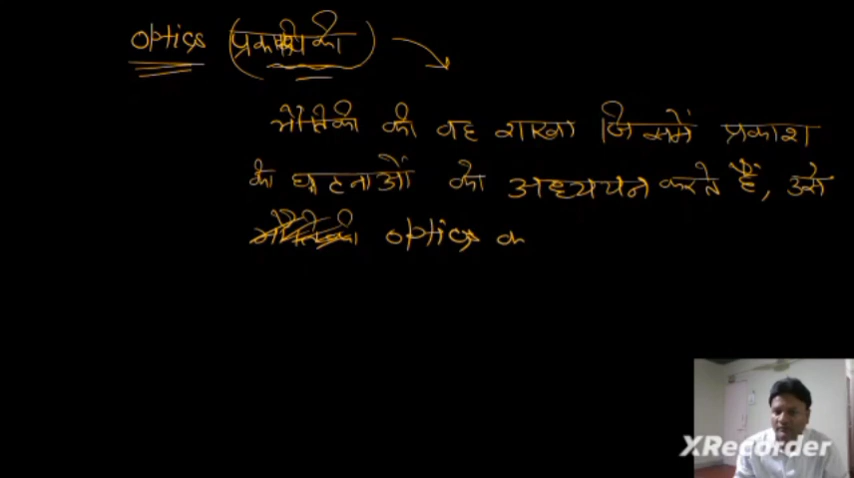 optics (प्रकाशिकी)
भौतिकी की वह शाखा जिसमें प्रकाश
की घटनाओं का अध्ययन करते हैं, उसे
optics क
XRecorder